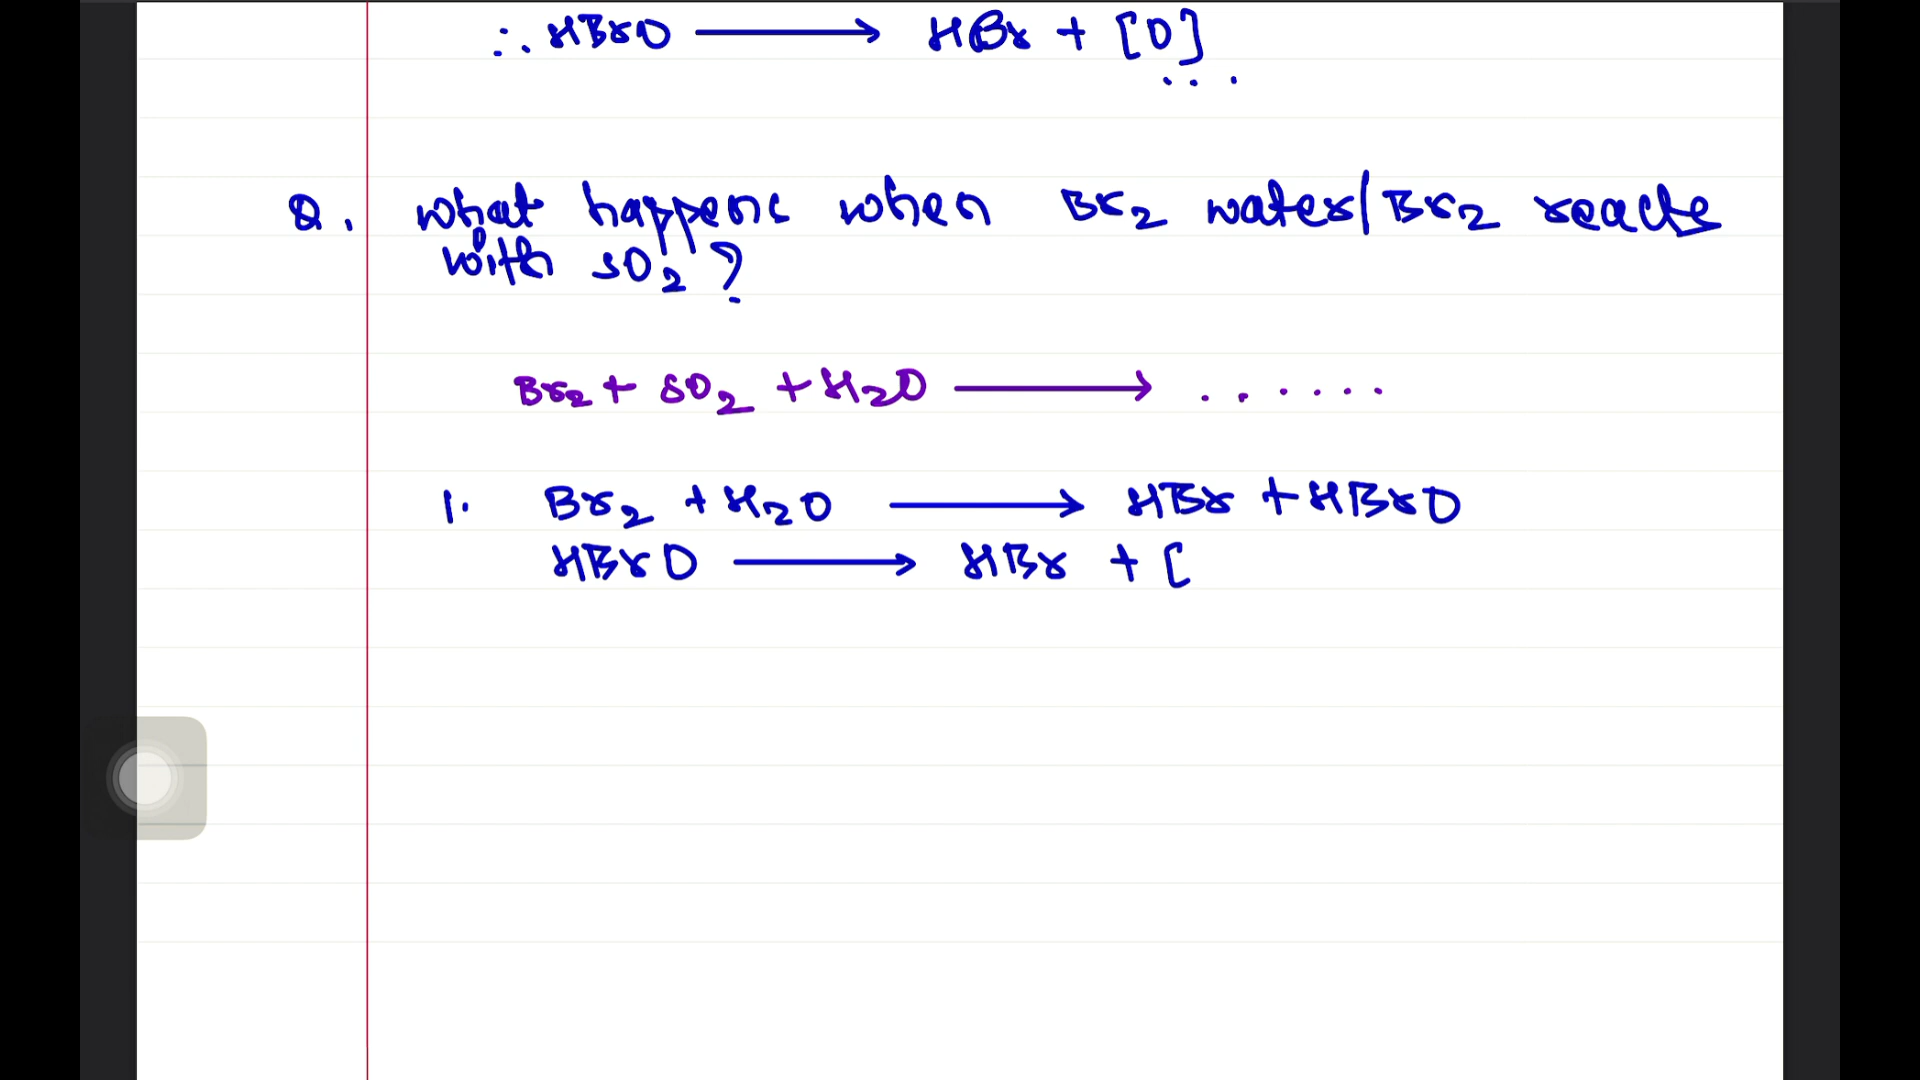 ∴ HBrO ⟶ HBr + [O]
...
Q. What happens when Br₂ water/Br₂ reacts
with SO₂?
Br₂ + SO₂ + H₂O ⟶ ......
1. Br₂ + H₂O ⟶ HBr + HBrO
HBrO ⟶ HBr + [